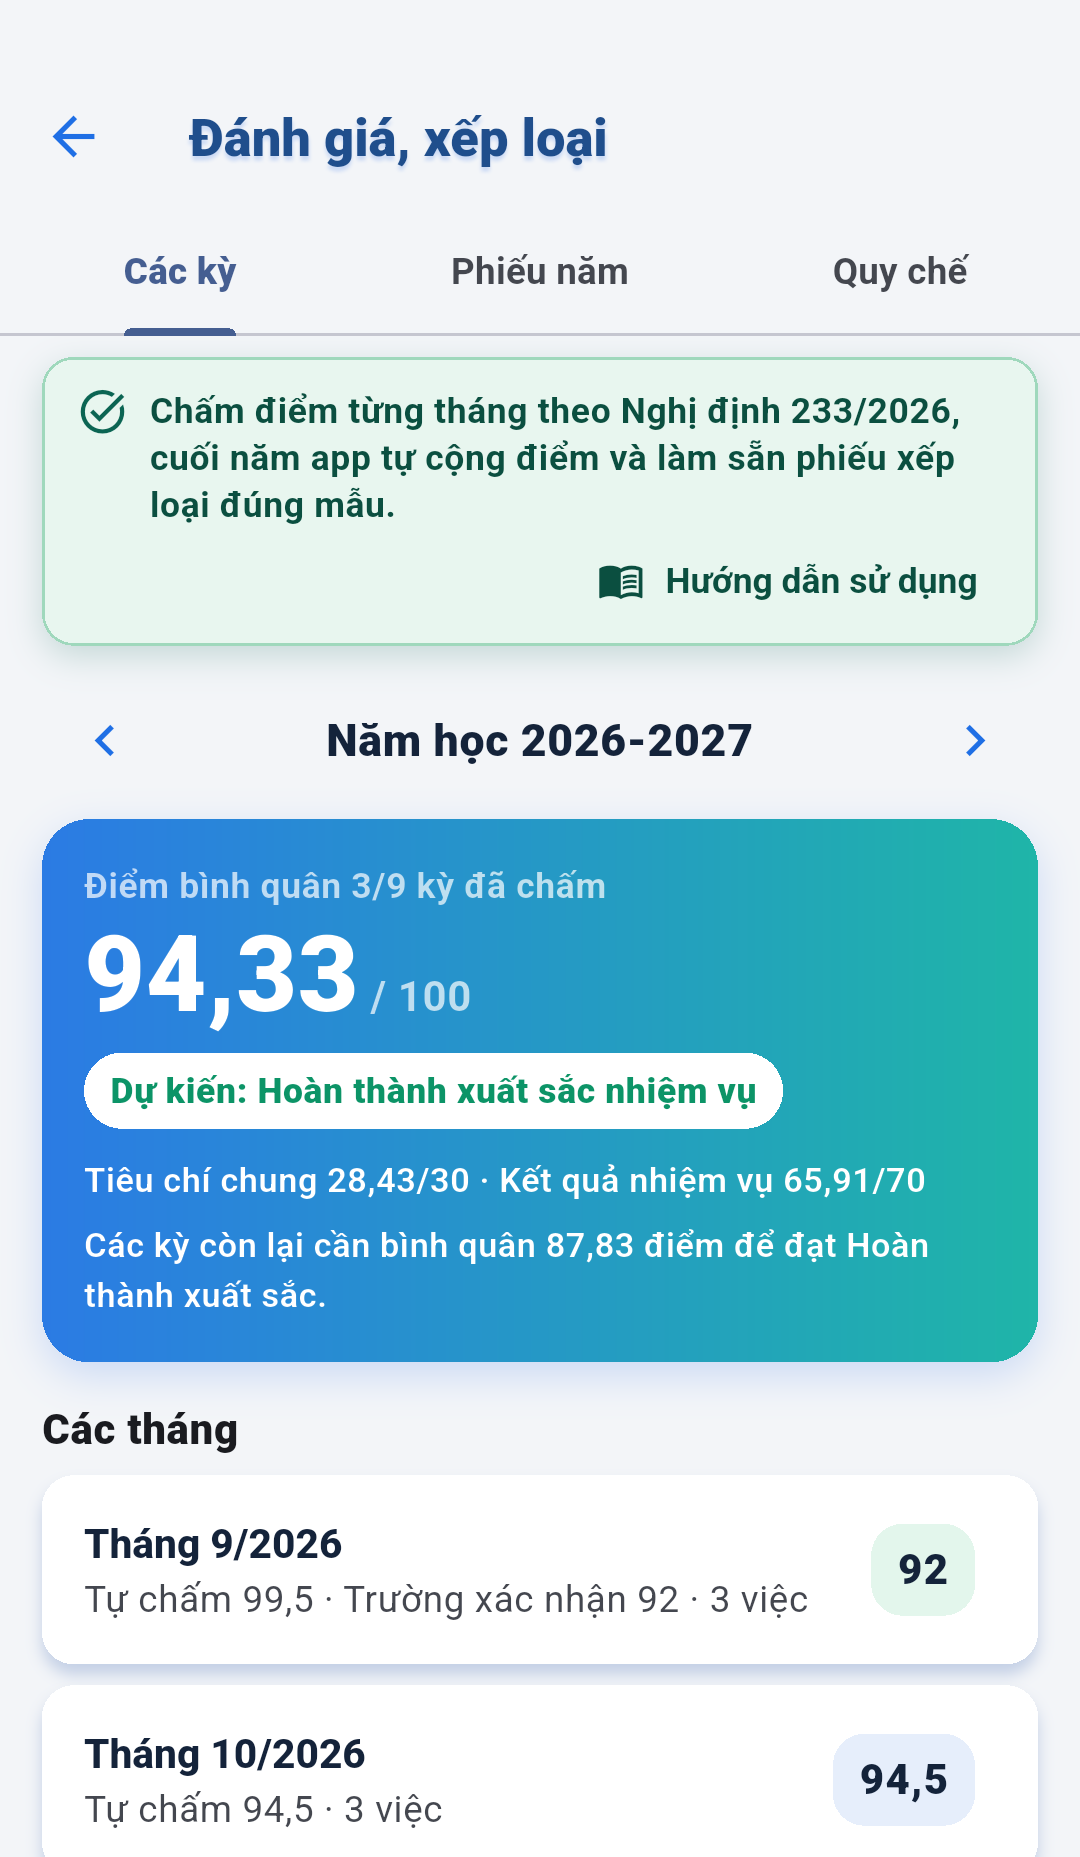 Đánh giá, xếp loại
Các kỳ
Phiếu năm
Quy chế
Chấm điểm từng tháng theo Nghị định 233/2026,
cuối năm app tự cộng điểm và làm sẵn phiếu xếp
loại đúng mẫu.
Hướng dẫn sử dụng
Năm học 2026-2027
Điểm bình quân 3/9 kỳ đã chấm
94,33 / 100
Dự kiến: Hoàn thành xuất sắc nhiệm vụ
Tiêu chí chung 28,43/30 · Kết quả nhiệm vụ 65,91/70
Các kỳ còn lại cần bình quân 87,83 điểm để đạt Hoàn
thành xuất sắc.
Các tháng
Tháng 9/2026
Tự chấm 99,5 · Trường xác nhận 92 · 3 việc
92
Tháng 10/2026
Tự chấm 94,5 · 3 việc
94,5